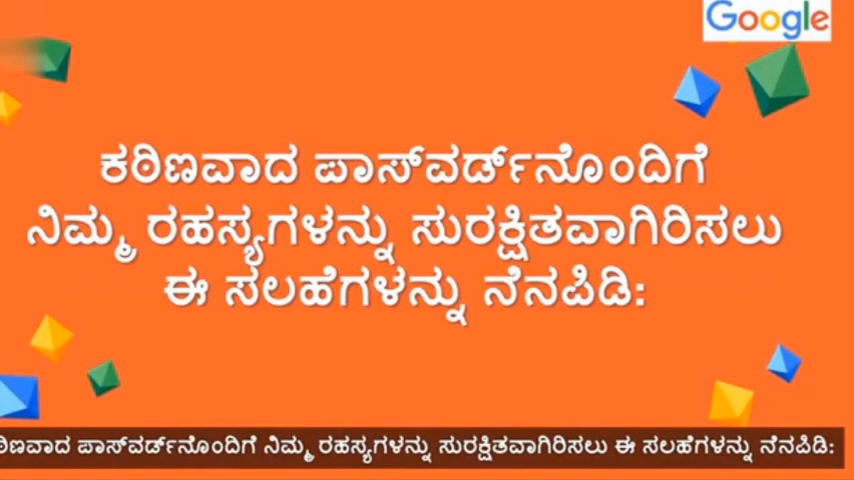 Google
ಕಠಿಣವಾದ ಪಾಸ್‌ವರ್ಡ್‌ನೊಂದಿಗೆ
ನಿಮ್ಮ ರಹಸ್ಯಗಳನ್ನು ಸುರಕ್ಷಿತವಾಗಿರಿಸಲು
ಈ ಸಲಹೆಗಳನ್ನು ನೆನಪಿಡಿ:
ಠಿಣವಾದ ಪಾಸ್‌ವರ್ಡ್‌ನೊಂದಿಗೆ ನಿಮ್ಮ ರಹಸ್ಯಗಳನ್ನು ಸುರಕ್ಷಿತವಾಗಿರಿಸಲು ಈ ಸಲಹೆಗಳನ್ನು ನೆನಪಿಡಿ: